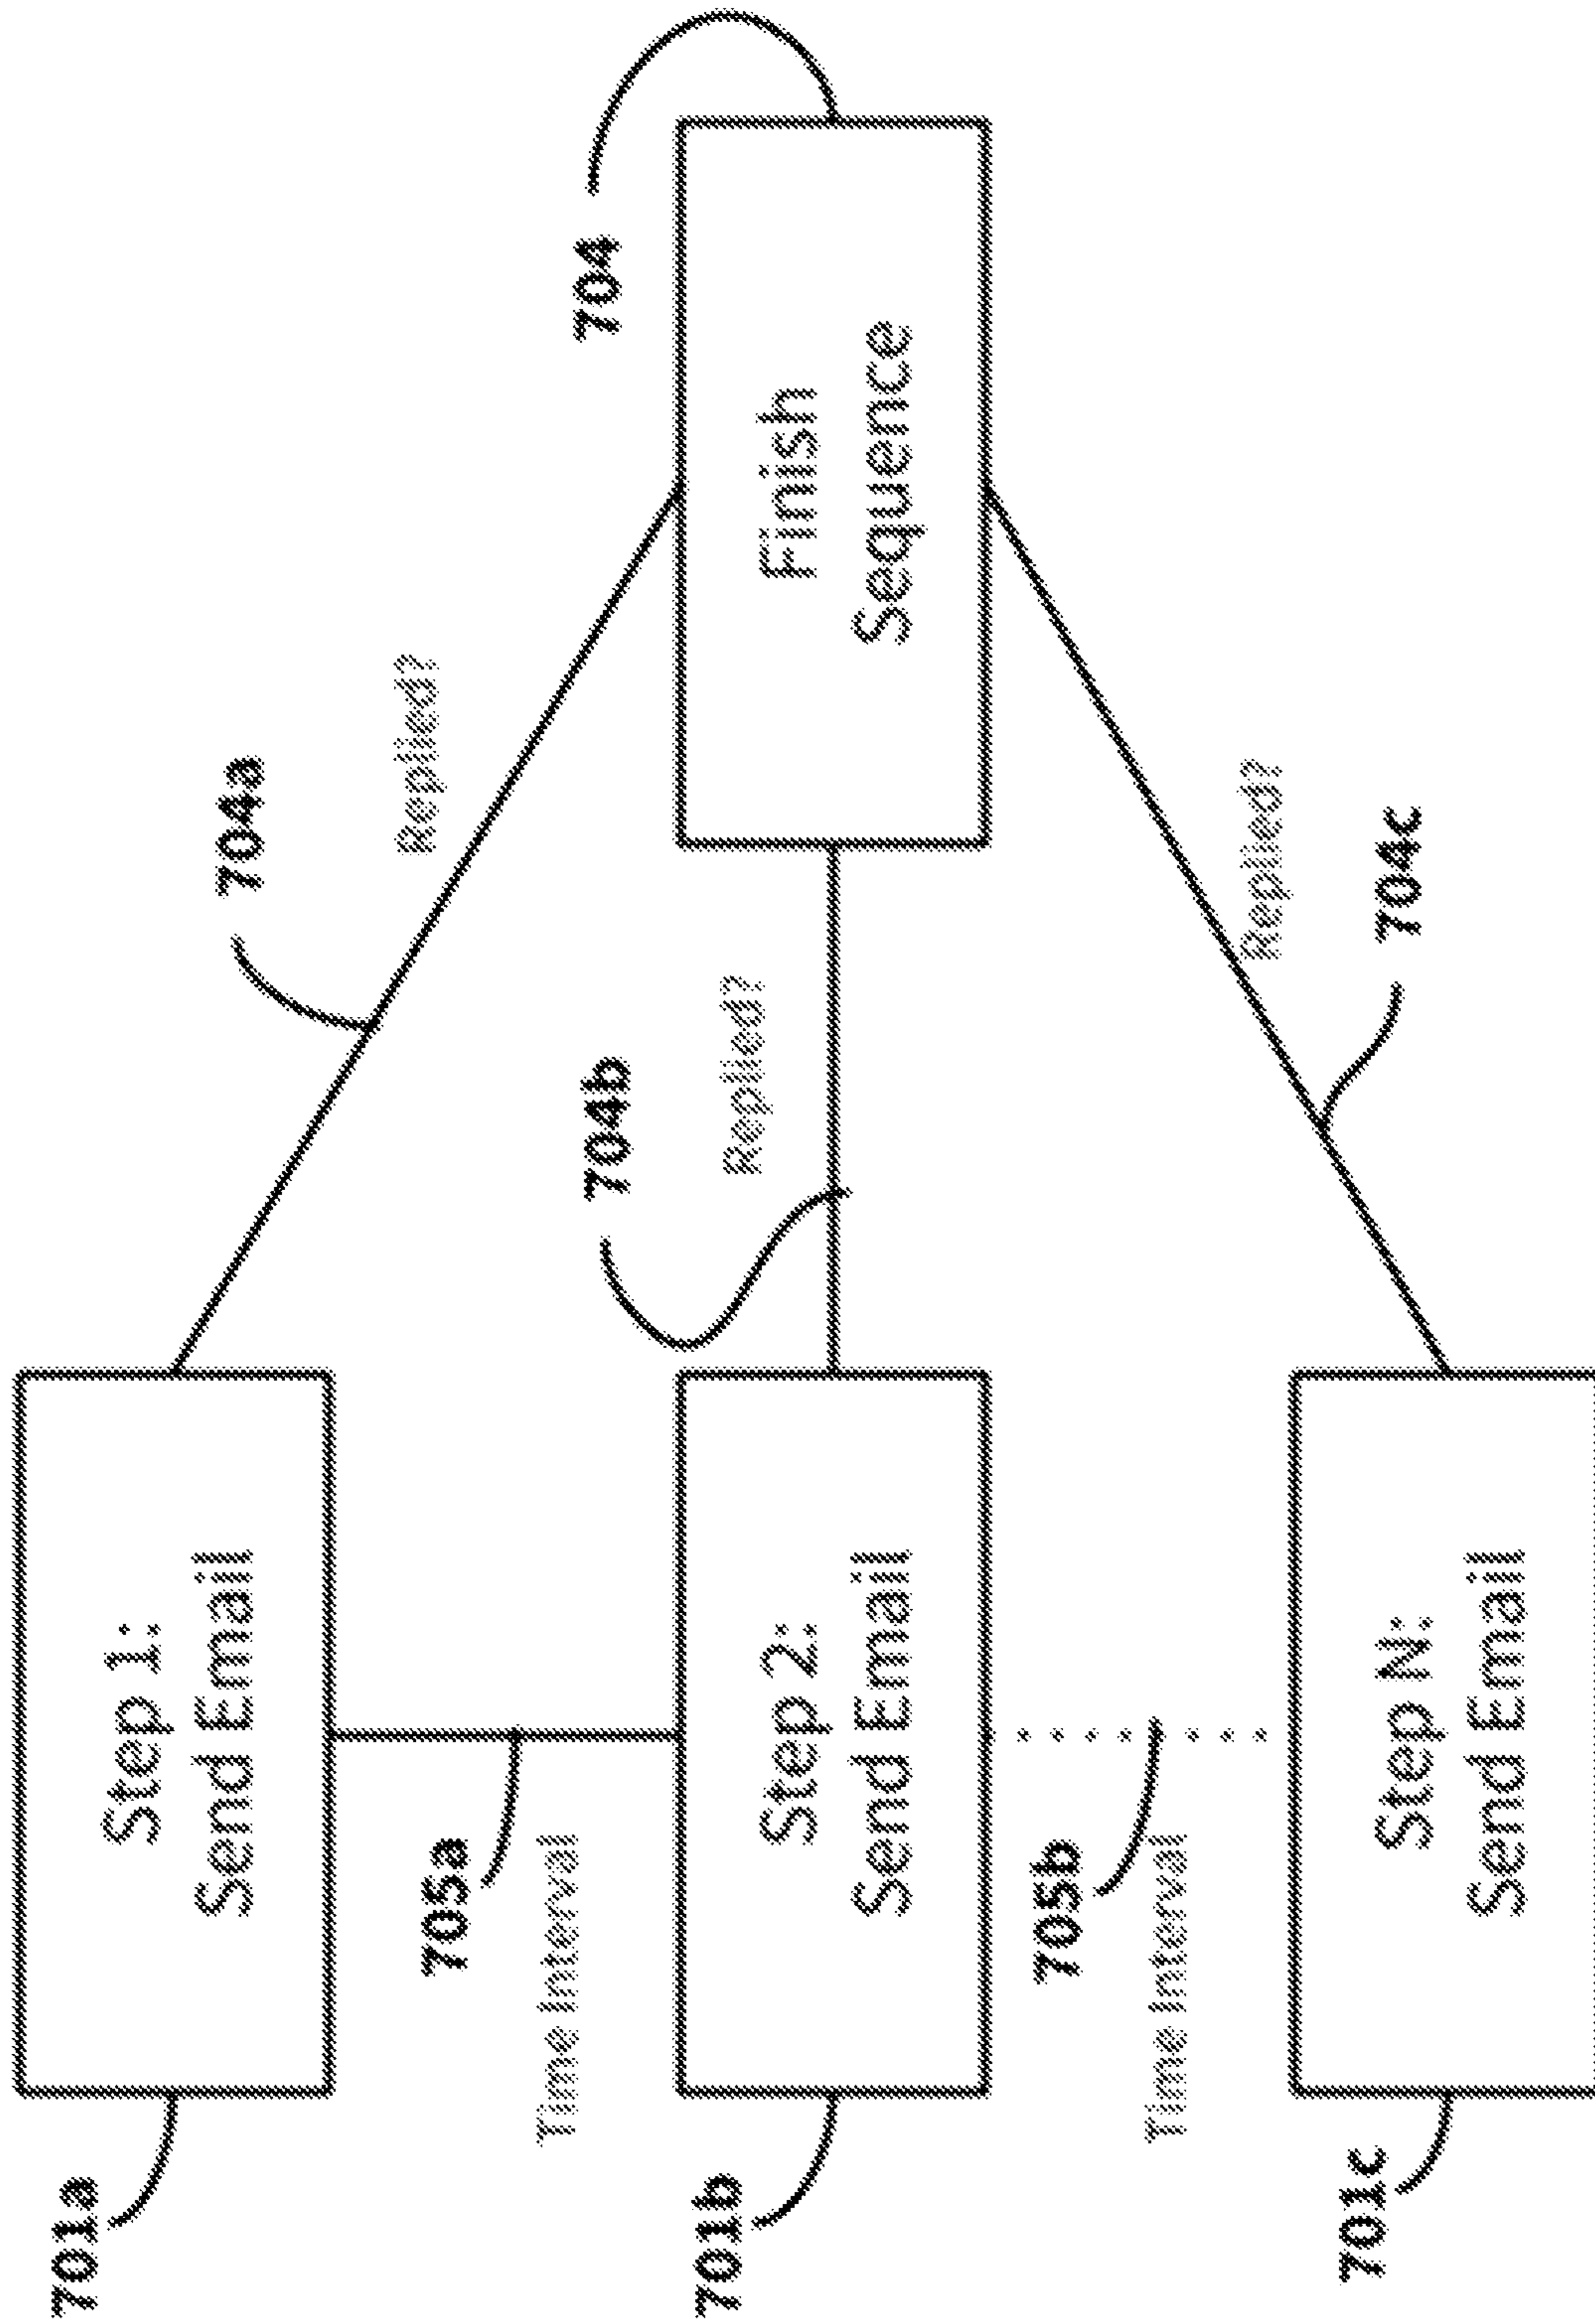 701a
Step 1:
Send Email
704a
Replied?
705a
Time Interval
701b
Step 2:
Send Email
704b
Replied?
704
Finish
Sequence
705b
Time Interval
701c
Step N:
Send Email
Replied?
704c